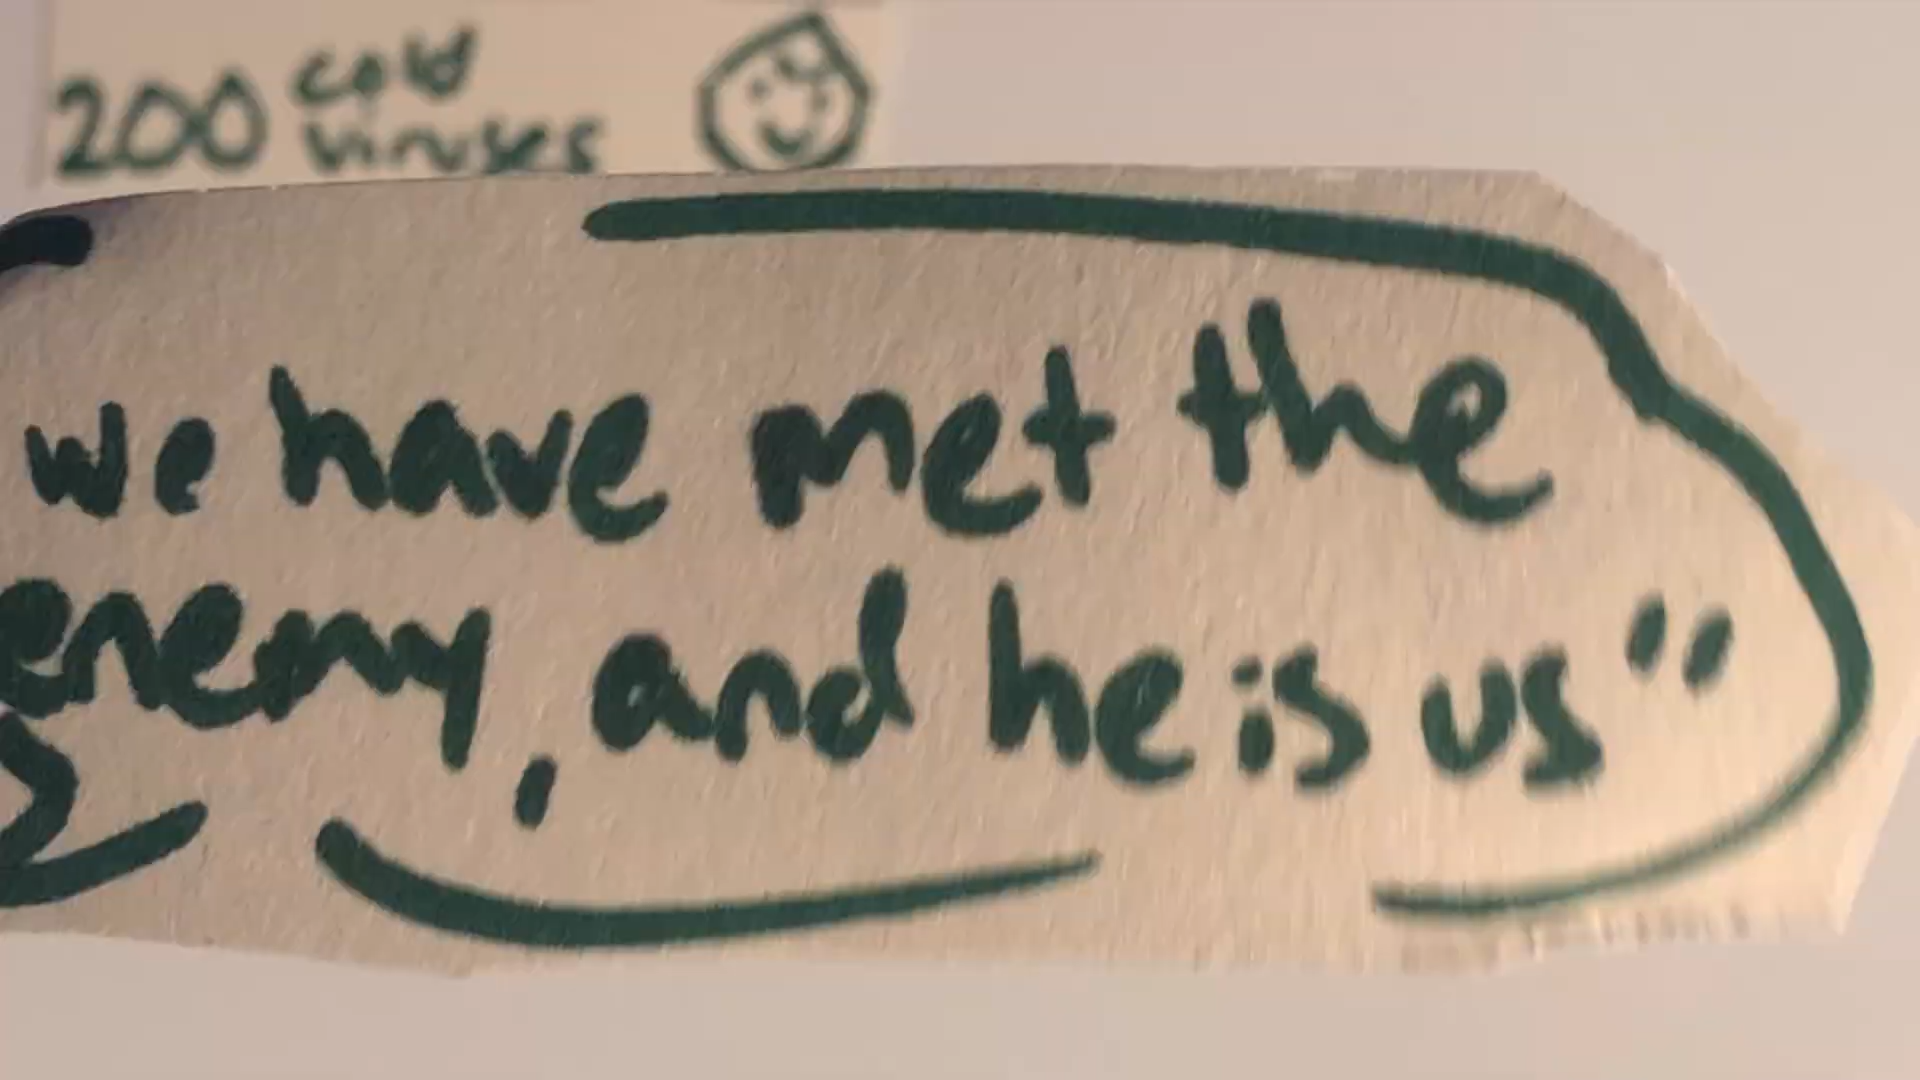 200 cold
viruses
we have met the
enemy, and he is us"